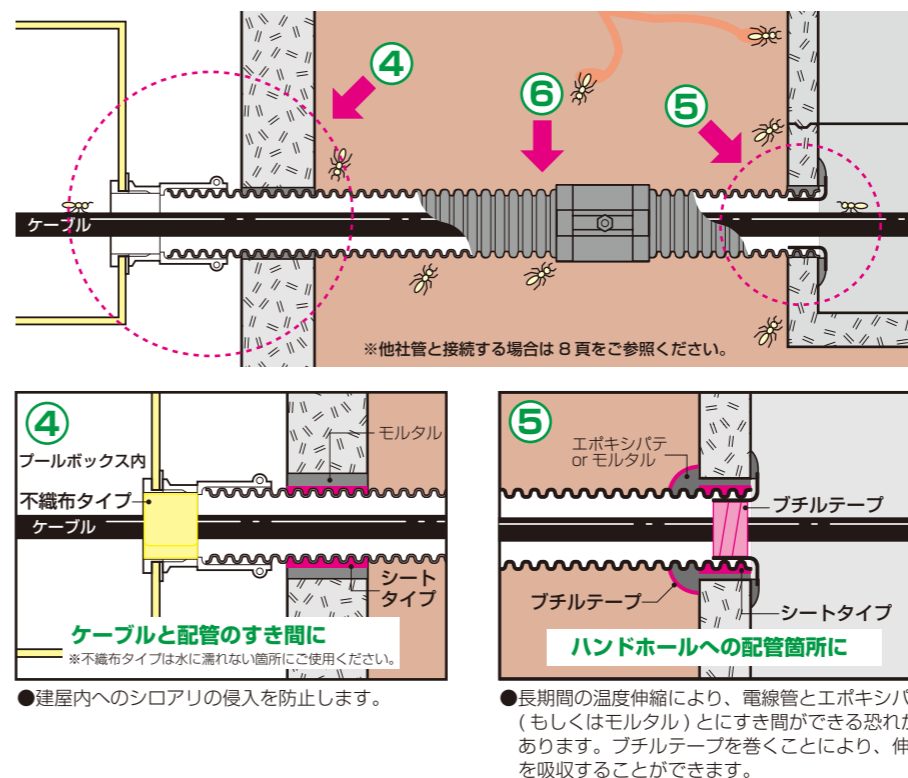 ④
⑥
⑤
ケーブル
※他社管と接続する場合は 8 頁をご参照ください。
④
プールボックス内
不織布タイプ
ケーブル
モルタル
シート
タイプ
ケーブルと配管のすき間に
※不織布タイプは水に濡れない箇所にご使用ください。
●建屋内へのシロアリの侵入を防止します。
⑤
エポキシパテ
or モルタル
ブチルテープ
ブチルテープ
シートタイプ
ハンドホールへの配管箇所に
●長期間の温度伸縮により、電線管とエポキシパ
( もしくはモルタル ) とにすき間ができる恐れが
あります。ブチルテープを巻くことにより、伸
を吸収することができます。